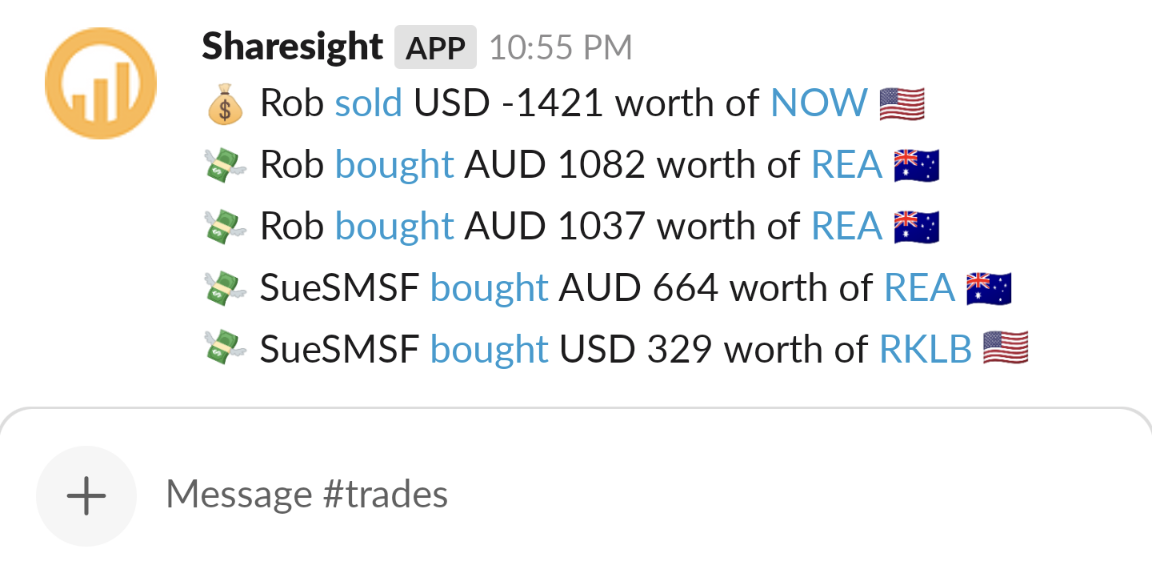 Sharesight APP 10:55 PM
💰 Rob sold USD -1421 worth of NOW 🇺🇸
💸 Rob bought AUD 1082 worth of REA 🇦🇺
💸 Rob bought AUD 1037 worth of REA 🇦🇺
💸 SueSMSF bought AUD 664 worth of REA 🇦🇺
💸 SueSMSF bought USD 329 worth of RKLB 🇺🇸
Message #trades